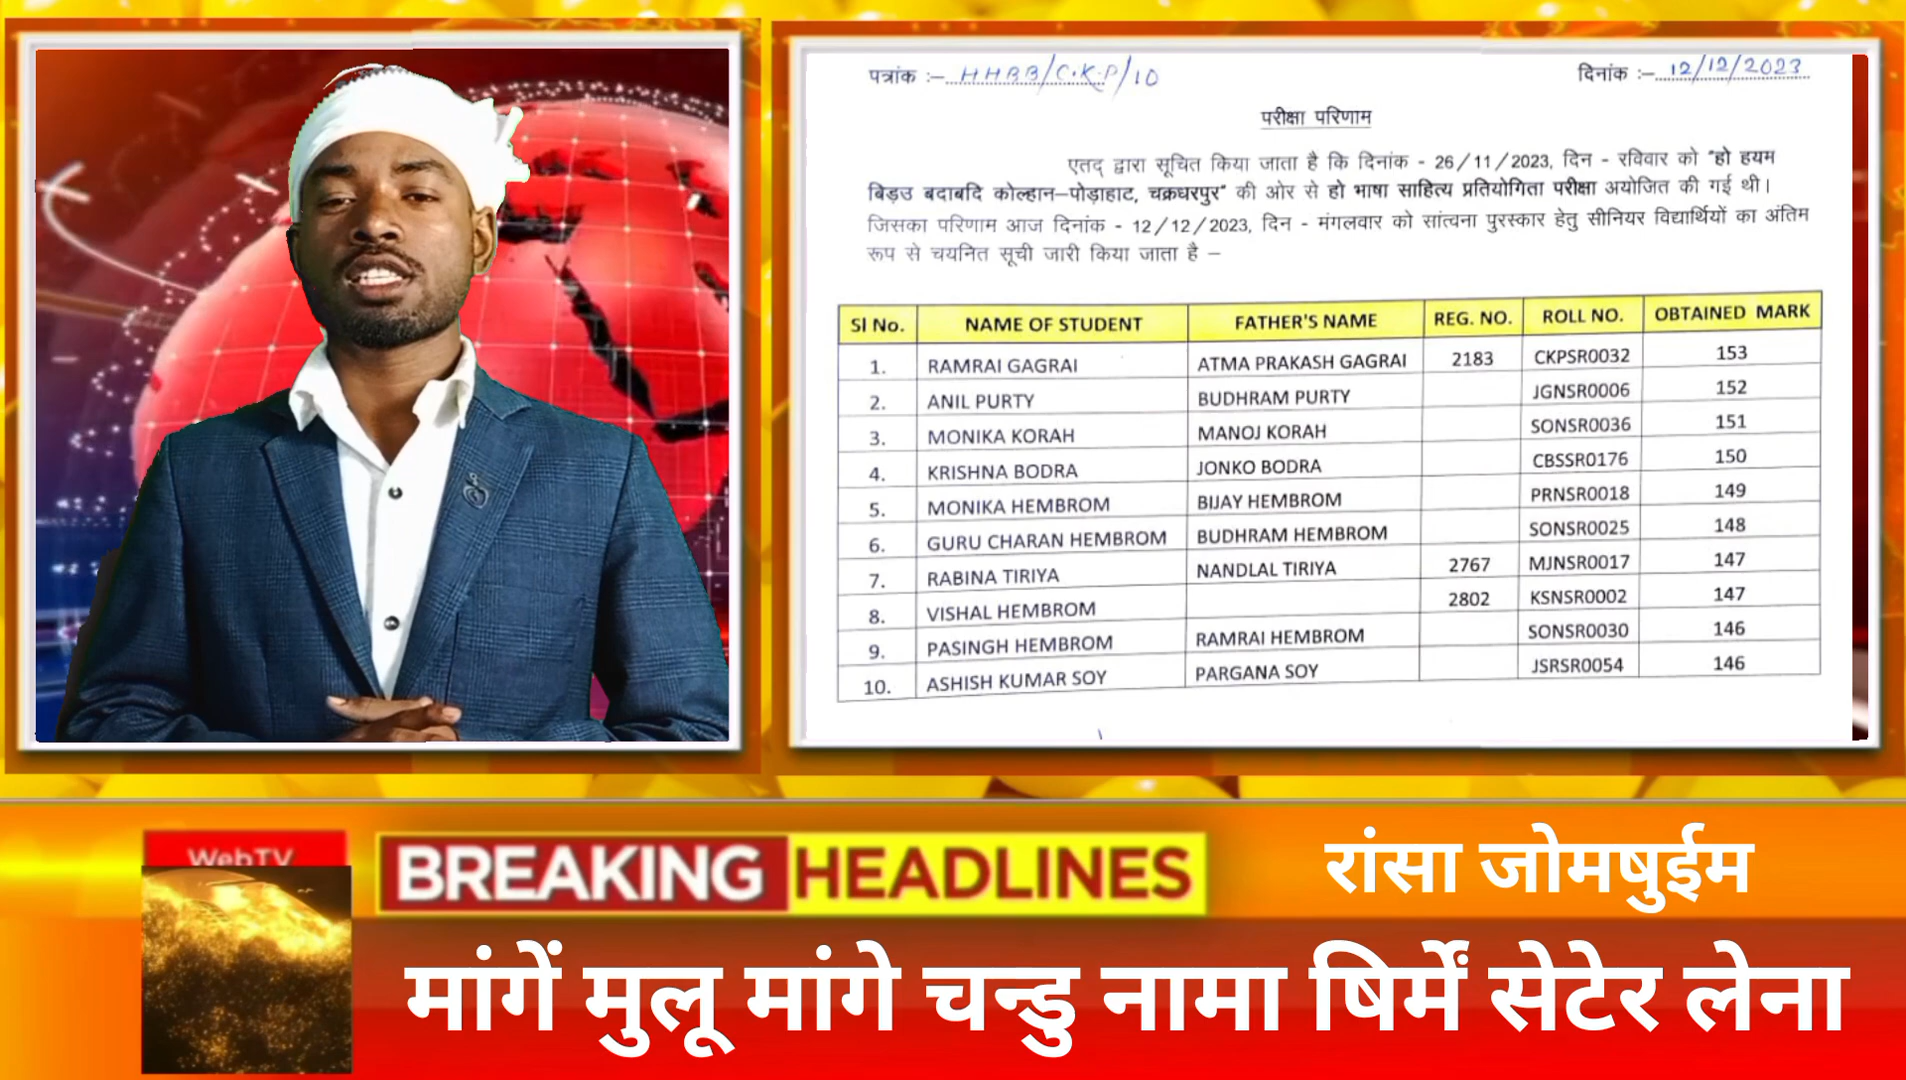 पत्रांक :– HHBB/C.K.P/10
दिनांक :– 12/12/2023
परीक्षा परिणाम
एतद् द्वारा सूचित किया जाता है कि दिनांक - 26/11/2023, दिन - रविवार को "हो हयम
बिड़उ बदाबदि कोल्हान–पोड़ाहाट, चक्रधरपुर" की ओर से हो भाषा साहित्य प्रतियोगिता परीक्षा अयोजित की गई थी।
जिसका परिणाम आज दिनांक - 12/12/2023, दिन - मंगलवार को सांत्वना पुरस्कार हेतु सीनियर विद्यार्थियों का अंतिम
रूप से चयनित सूची जारी किया जाता है –
Sl No. NAME OF STUDENT FATHER'S NAME REG. NO. ROLL NO. OBTAINED MARK
1. RAMRAI GAGRAI ATMA PRAKASH GAGRAI 2183 CKPSR0032 153
2. ANIL PURTY BUDHRAM PURTY JGNSR0006 152
3. MONIKA KORAH MANOJ KORAH SONSR0036 151
4. KRISHNA BODRA JONKO BODRA CBSSR0176 150
5. MONIKA HEMBROM BIJAY HEMBROM PRNSR0018 149
6. GURU CHARAN HEMBROM BUDHRAM HEMBROM SONSR0025 148
7. RABINA TIRIYA NANDLAL TIRIYA 2767 MJNSR0017 147
8. VISHAL HEMBROM 2802 KSNSR0002 147
9. PASINGH HEMBROM RAMRAI HEMBROM SONSR0030 146
10. ASHISH KUMAR SOY PARGANA SOY JSRSR0054 146
WebTV
BREAKING HEADLINES
रांसा जोमषुईम
मांगें मुलू मांगे चन्डु नामा षिर्में सेटेर लेना